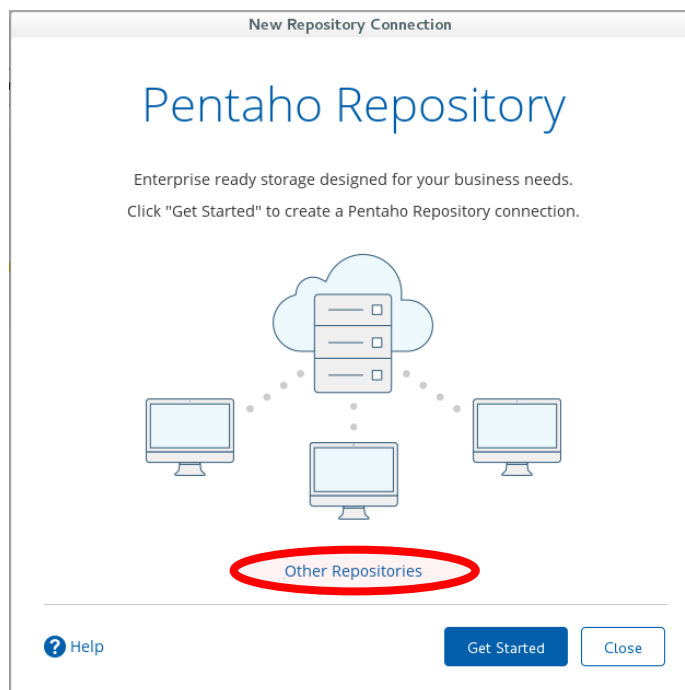 New Repository Connection
Pentaho Repository
Enterprise ready storage designed for your business needs.
Click "Get Started" to create a Pentaho Repository connection.
Other Repositories
? Help
Get Started
Close